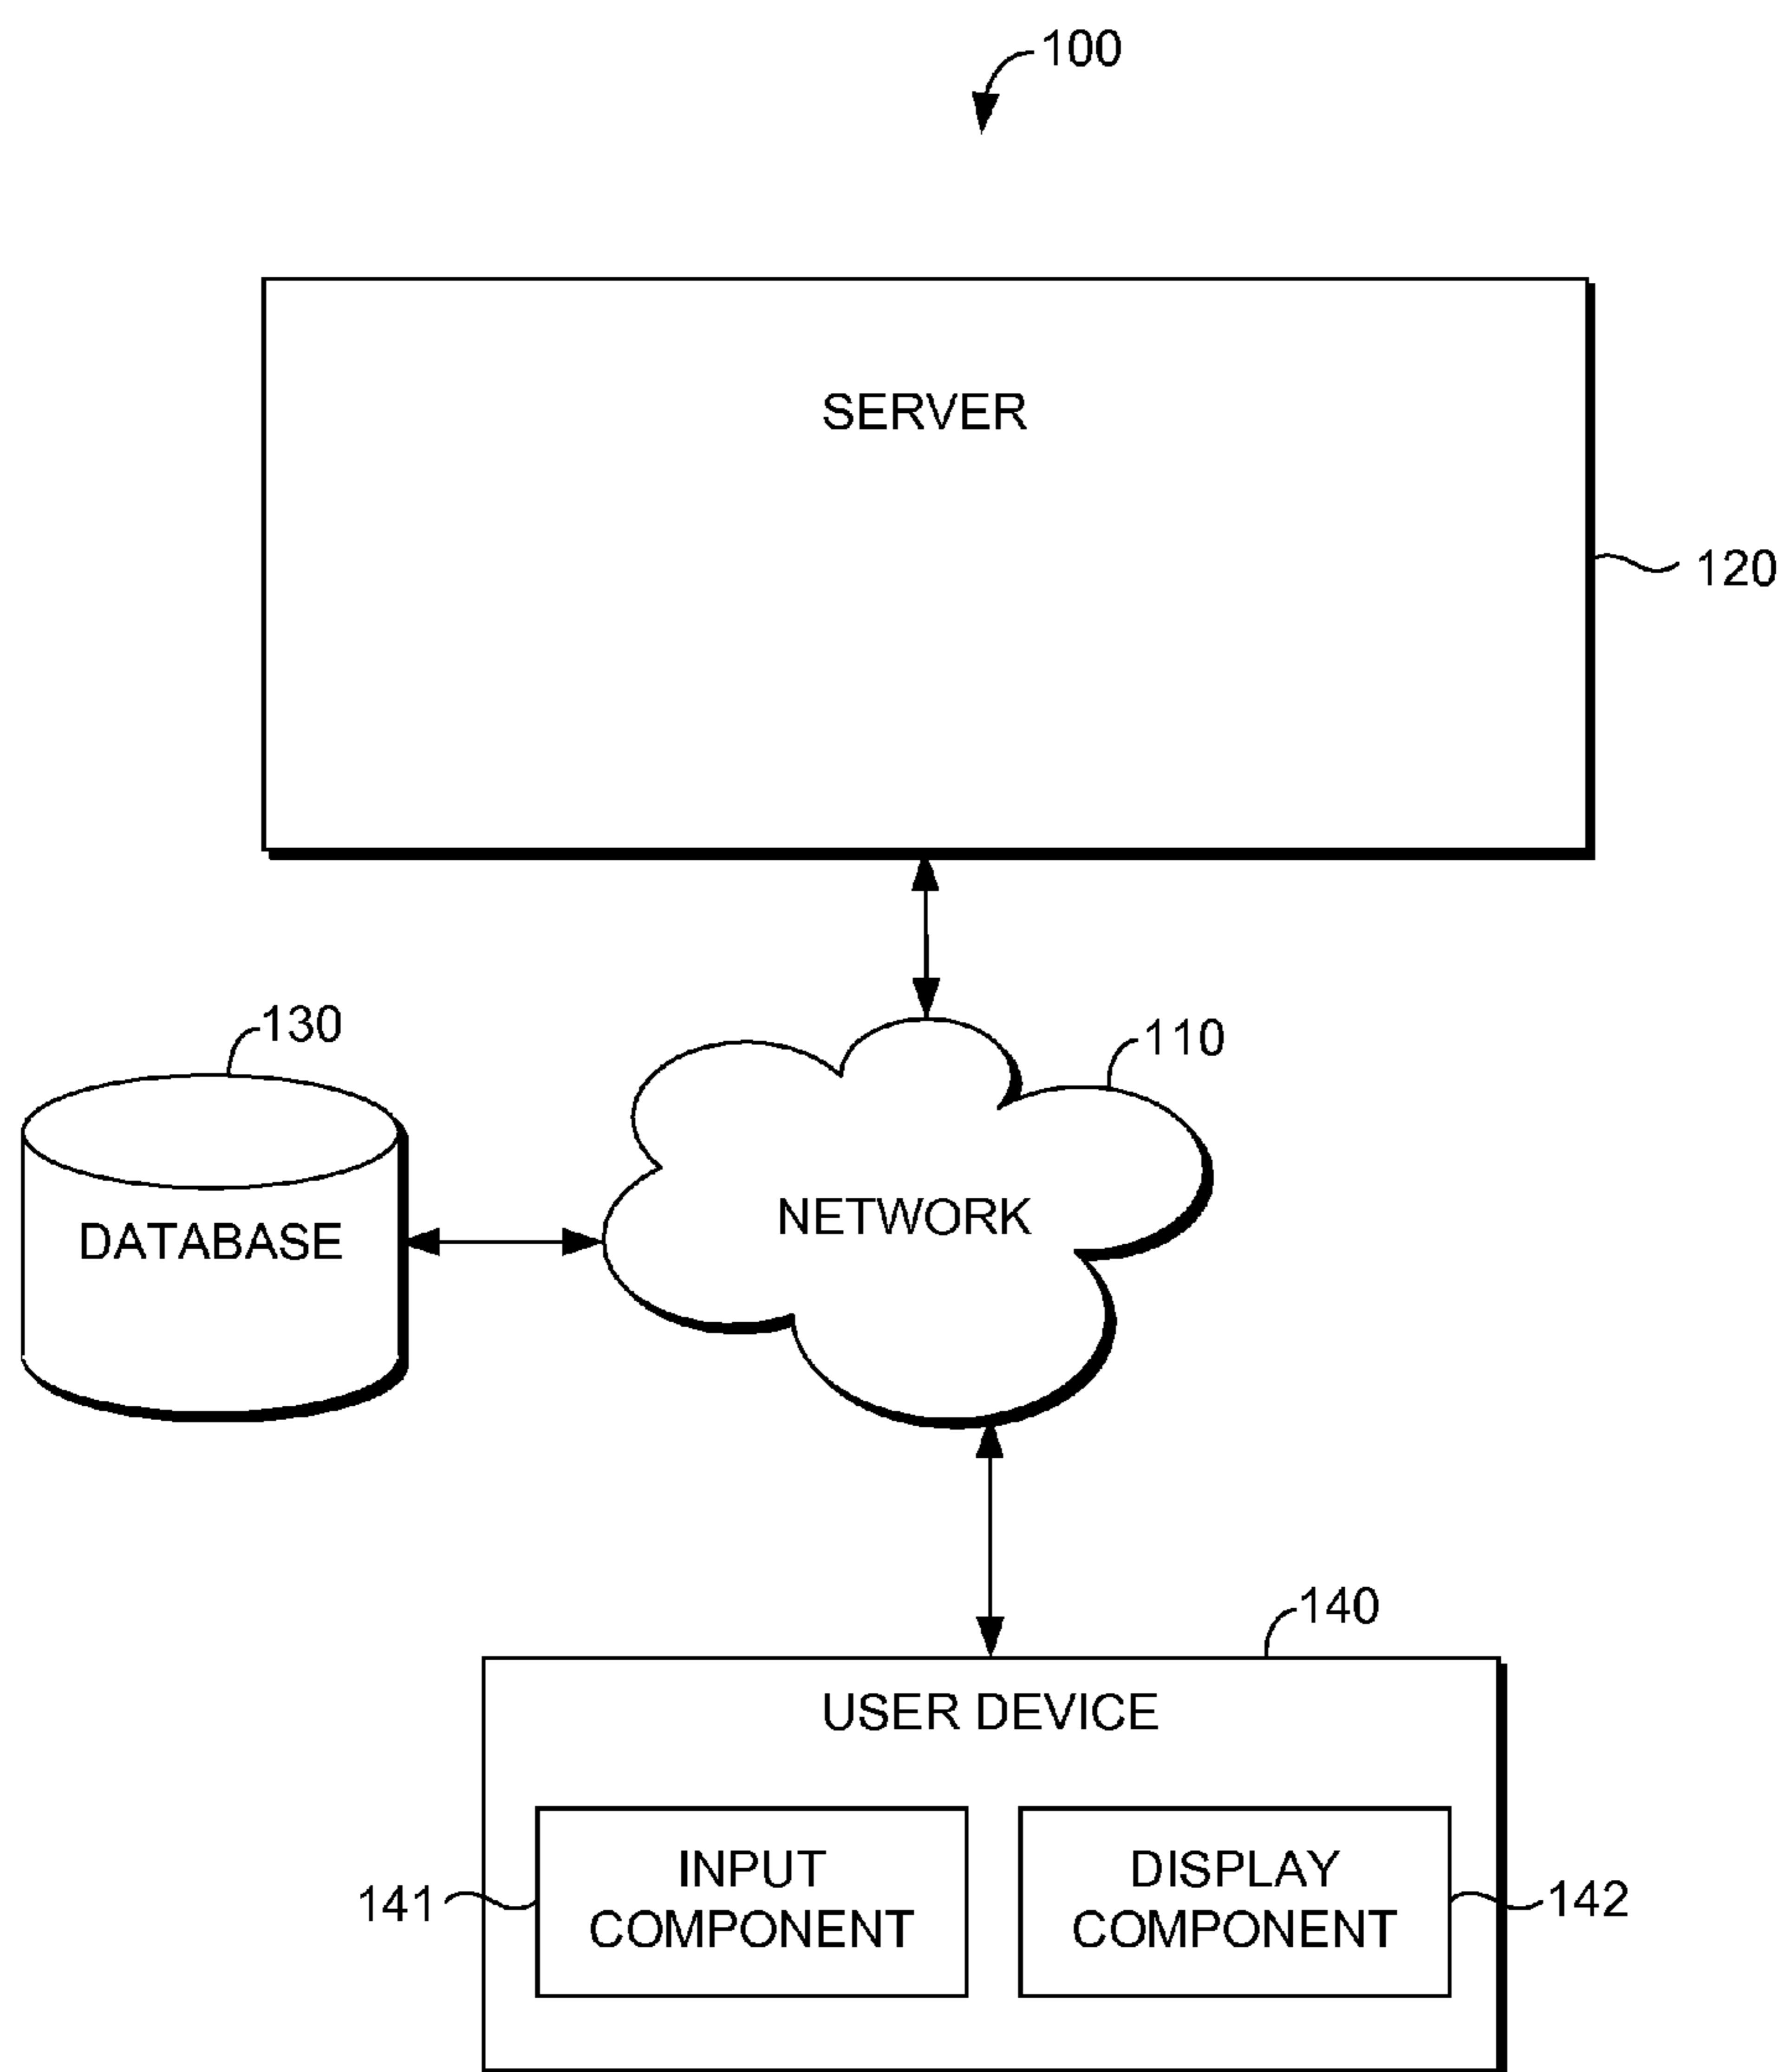 100
SERVER
120
130
110
NETWORK
DATABASE
140
USER DEVICE
INPUT
COMPONENT
DISPLAY
COMPONENT
141
142